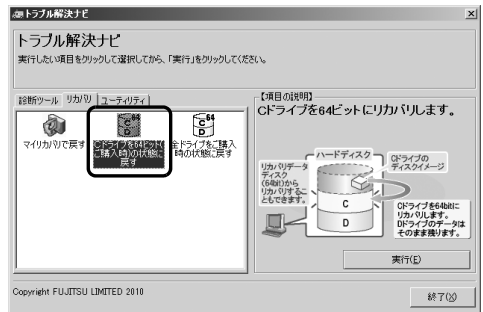 トラブル解決ナビ
トラブル解決ナビ
実行したい項目をクリックして選択してから、「実行」をクリックしてください。
診断ツール
リカバリ
ユーティリティ
マイリカバリで戻す
64
C
D
Cドライブを64ビット(
ご購入時)の状態に
戻す
C
D
全ドライブをご購入
時の状態に戻す
【項目の説明】
Cドライブを64ビットにリカバリします。
ハードディスク
Cドライブの
ディスクイメージ
リカバリデータ
ディスク
(64bit)から
リカバリするこ
ともできます。
C
D
Cドライブを64bitに
リカバリします。
Dドライブのデータは
そのまま残ります。
実行(E)
Copyright FUJITSU LIMITED 2010
終了(X)